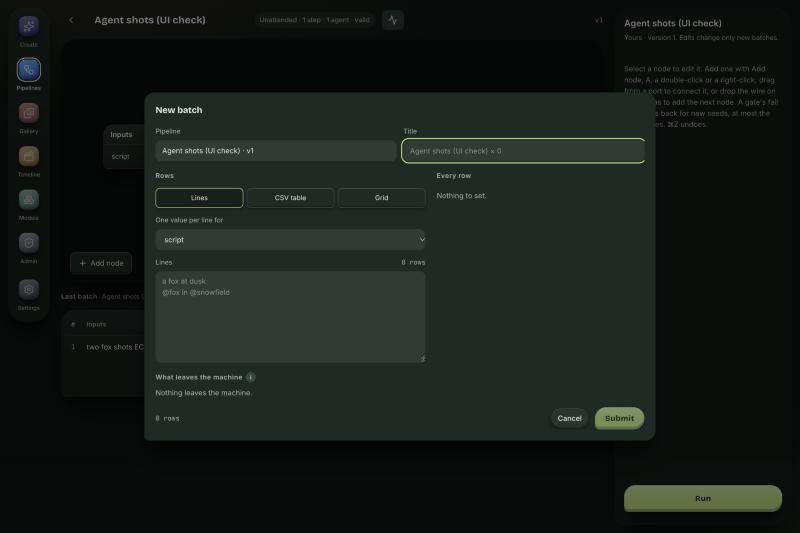 Create
Pipelines
Gallery
Timeline
Models
Admin
Settings
Agent shots (UI check)
Unattended · 1 step · 1 agent · valid
v1
Inputs
script
+ Add node
Last batch Agent shots (
# Inputs
1 two fox shots EC
New batch
Pipeline
Agent shots (UI check) · v1
Title
Agent shots (UI check) × 0
Rows
Lines
CSV table
Grid
One value per line for
script
Lines
0 rows
a fox at dusk
@fox in @snowfield
Every row
Nothing to set.
What leaves the machine i
Nothing leaves the machine.
0 rows
Cancel
Submit
Agent shots (UI check)
Yours · version 1. Edits change only new batches.
Select a node to edit it. Add one with Add
node, A, a double-click or a right-click; drag
from a port to connect it, or drop the wire on
as to add the next node. A gate's fail
s back for new seeds, at most the
es. ⌘Z undoes.
Run